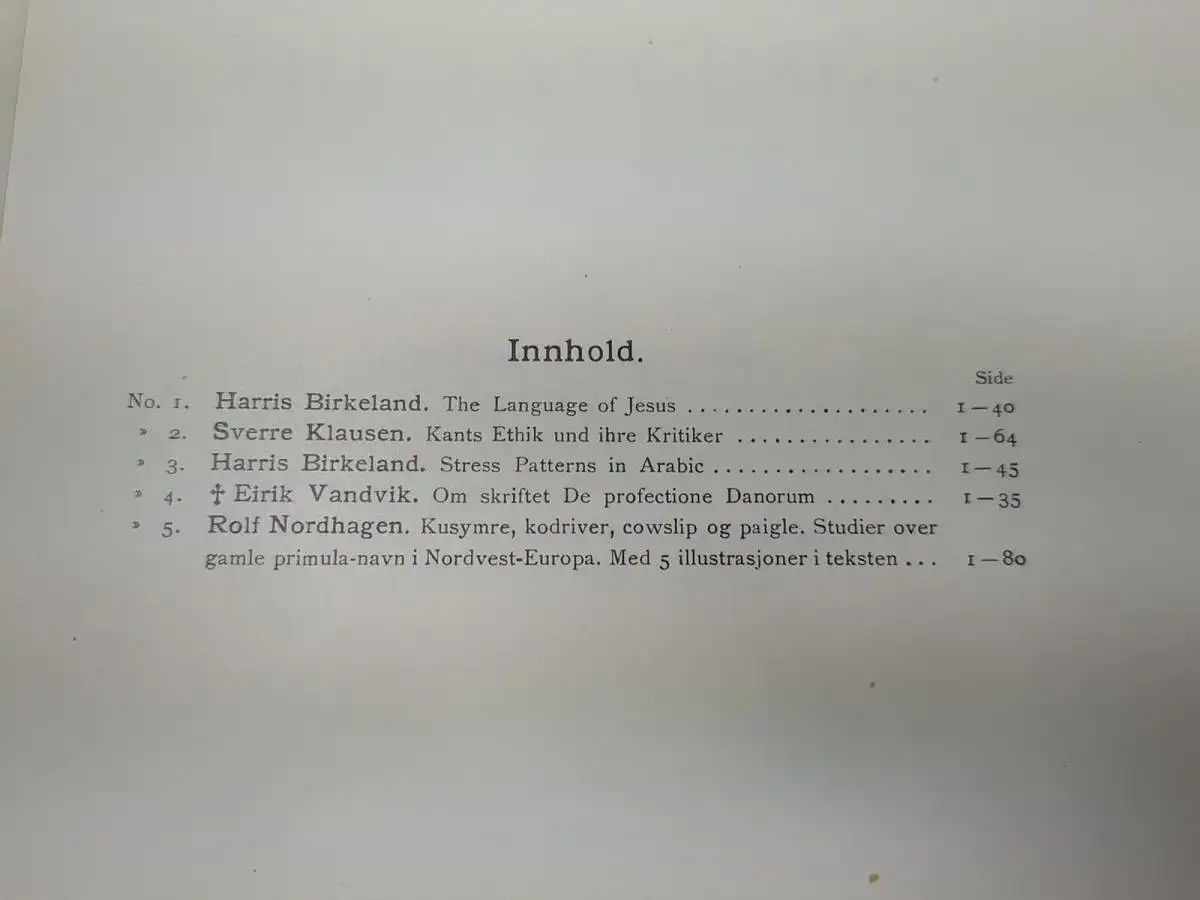 Innhold.
Side
No. 1. Harris Birkeland. The Language of Jesus .................... 1—40
» 2. Sverre Klausen. Kants Ethik und ihre Kritiker ................ 1—64
» 3. Harris Birkeland. Stress Patterns in Arabic .................. 1—45
» 4. ✝ Eirik Vandvik. Om skriftet De profectione Danorum ......... 1—35
» 5. Rolf Nordhagen. Kusymre, kodriver, cowslip og paigle. Studier over
gamle primula-navn i Nordvest-Europa. Med 5 illustrasjoner i teksten ... 1—80